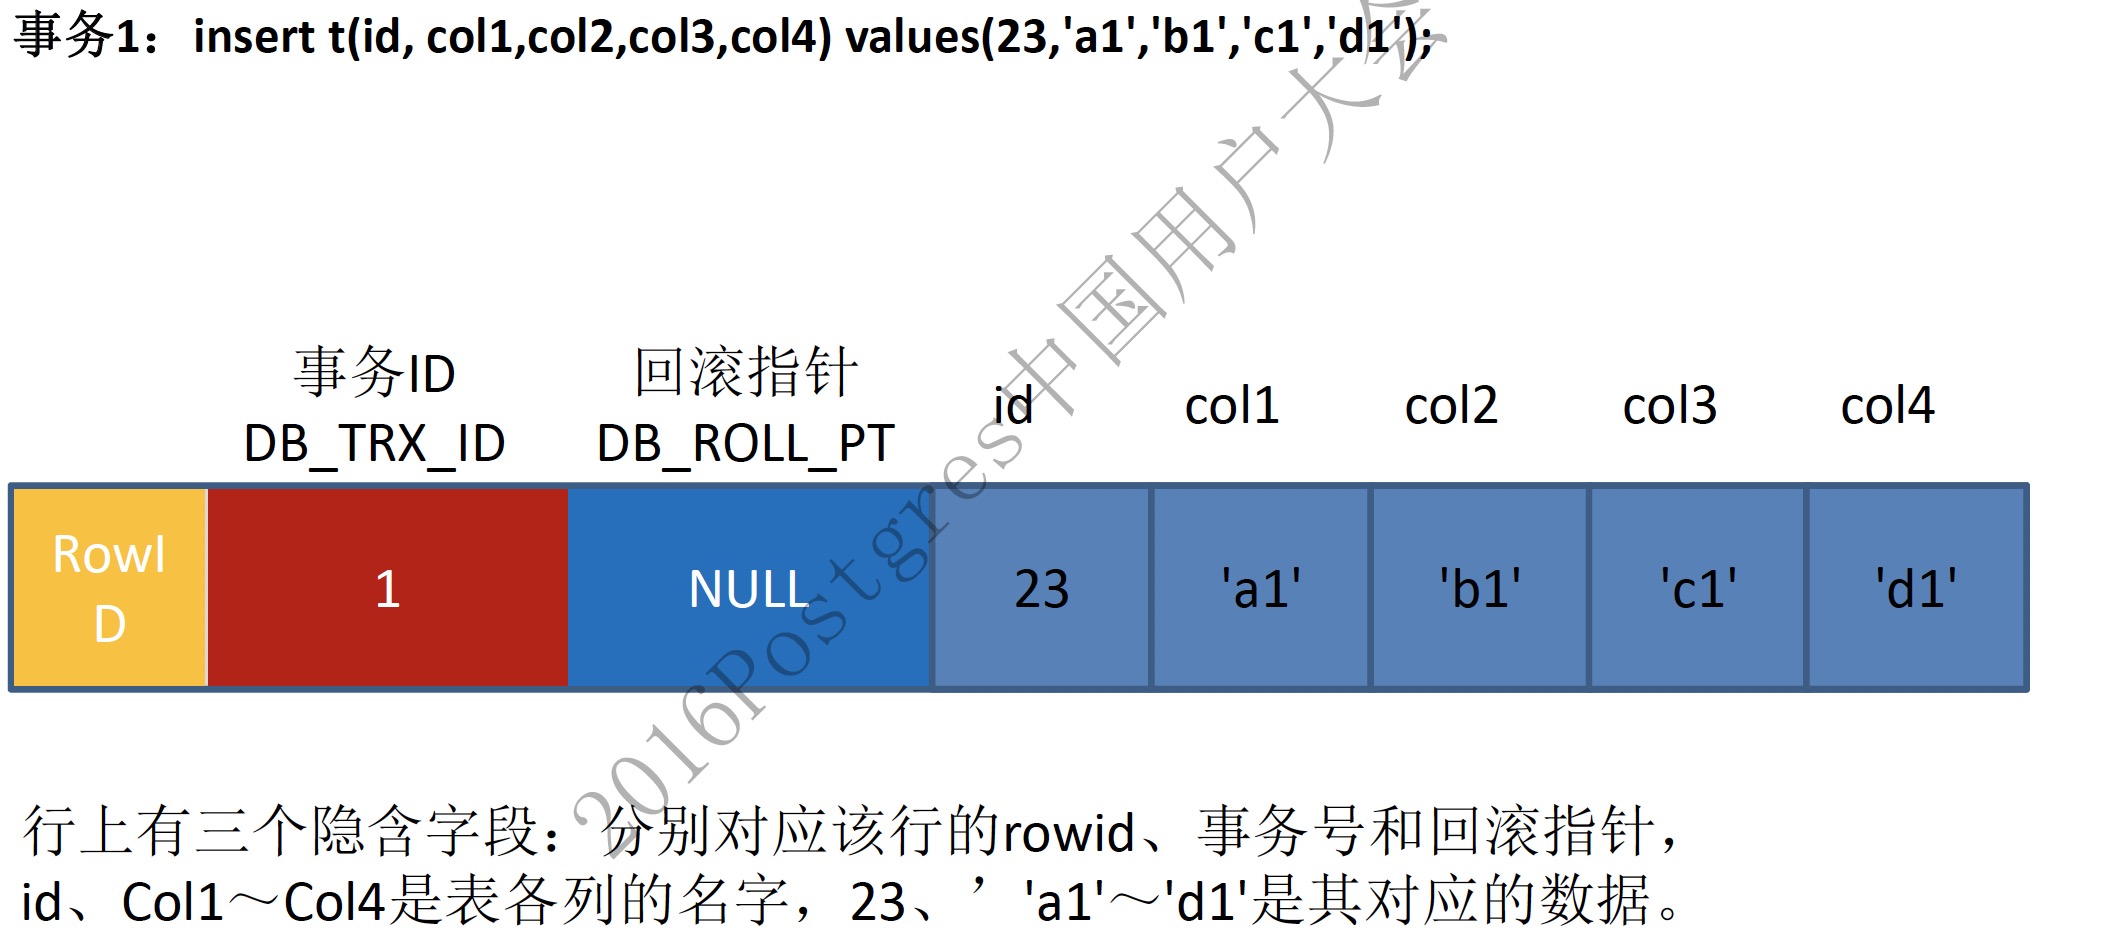 事务1：insert t(id, col1,col2,col3,col4) values(23,'a1','b1','c1','d1');
事务ID
DB_TRX_ID
回滚指针
DB_ROLL_PT
id
col1
col2
col3
col4
RowI
D
1
NULL
23
'a1'
'b1'
'c1'
'd1'
行上有三个隐含字段：分别对应该行的rowid、事务号和回滚指针，
id、Col1～Col4是表各列的名字，23、 ’ 'a1'～'d1'是其对应的数据。
2016Postgres中国用户大会